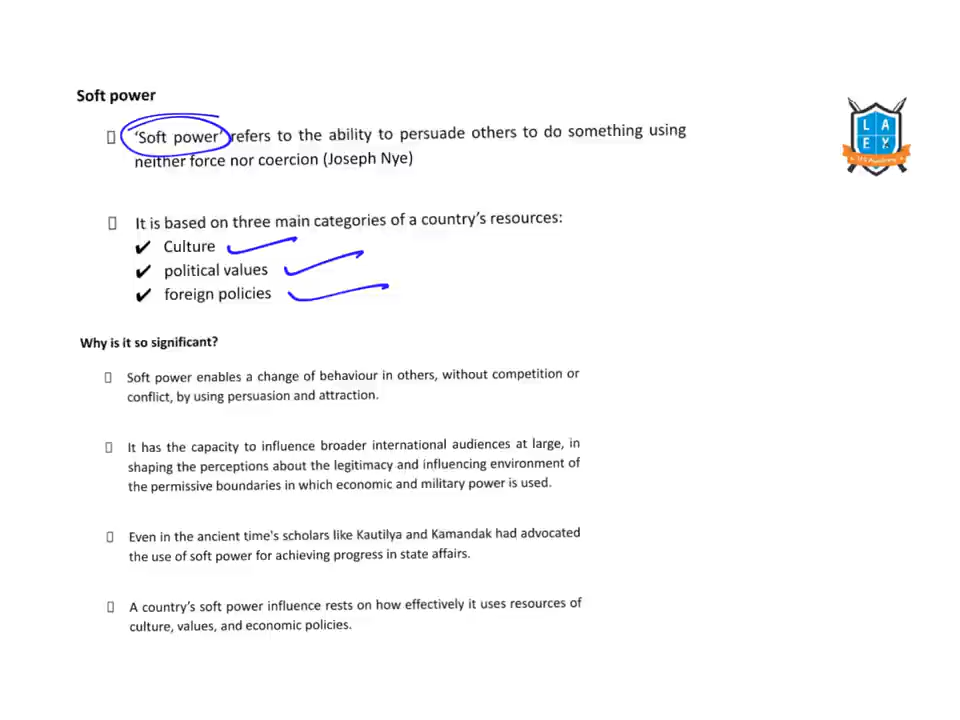 Soft power
'Soft power' refers to the ability to persuade others to do something using
neither force nor coercion (Joseph Nye)
It is based on three main categories of a country's resources:
✔ Culture
✔ political values
✔ foreign policies
Why is it so significant?
Soft power enables a change of behaviour in others, without competition or
conflict, by using persuasion and attraction.
It has the capacity to influence broader international audiences at large, in
shaping the perceptions about the legitimacy and influencing environment of
the permissive boundaries in which economic and military power is used.
Even in the ancient time's scholars like Kautilya and Kamandak had advocated
the use of soft power for achieving progress in state affairs.
A country's soft power influence rests on how effectively it uses resources of
culture, values, and economic policies.
L A
E X